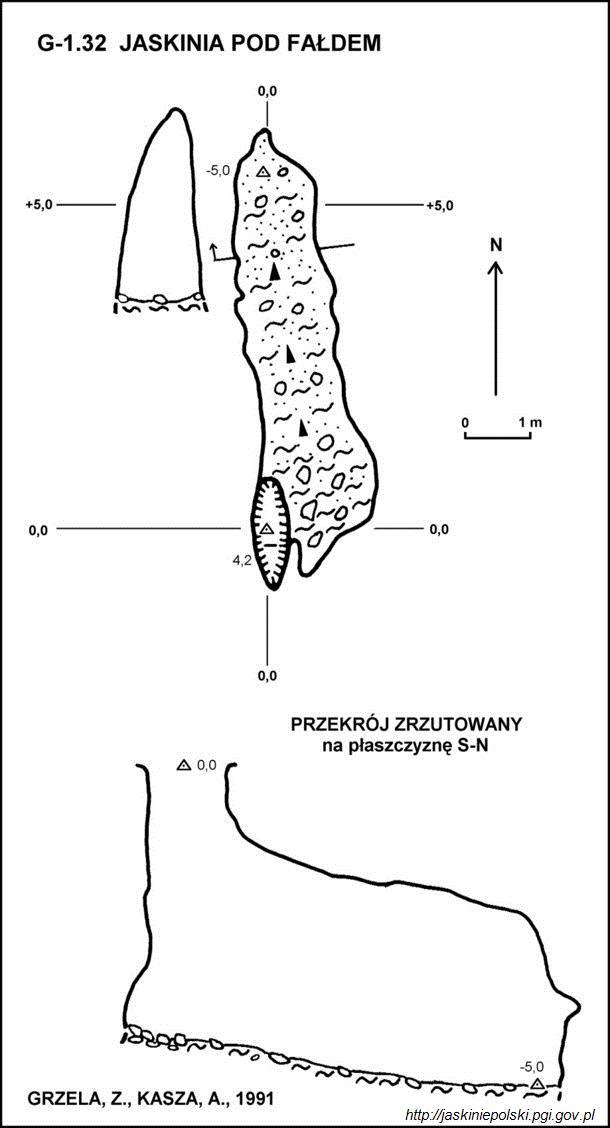 G-1.32 JASKINIA POD FAŁDEM
0,0
-5,0
+5,0
+5,0
N
0 1 m
0,0
0,0
4,2
0,0
PRZEKRÓJ ZRZUTOWANY
na płaszczyznę S-N
0,0
-5,0
GRZELA, Z., KASZA, A., 1991
http://jaskiniepolski.pgi.gov.pl